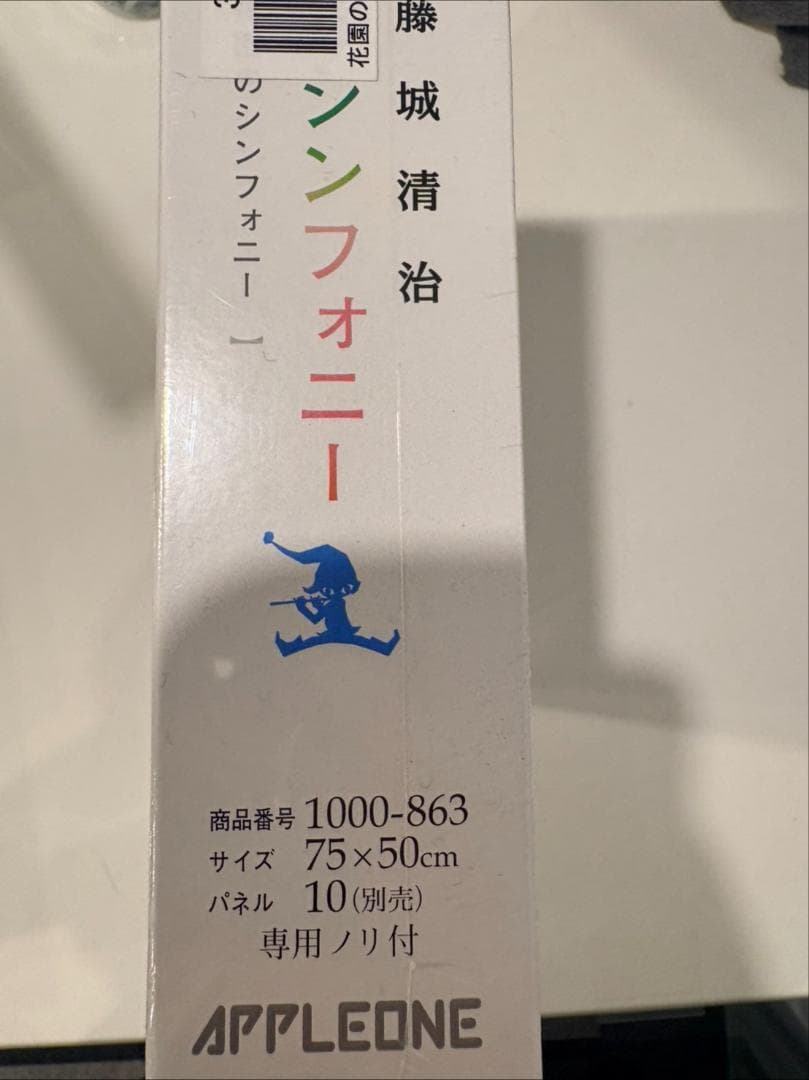 藤城清治
ンンフォニー
のシンフォニー】
花園の
3
商品番号 1000-863
サイズ 75×50cm
パネル 10(別売)
専用ノリ付
APPLEONE